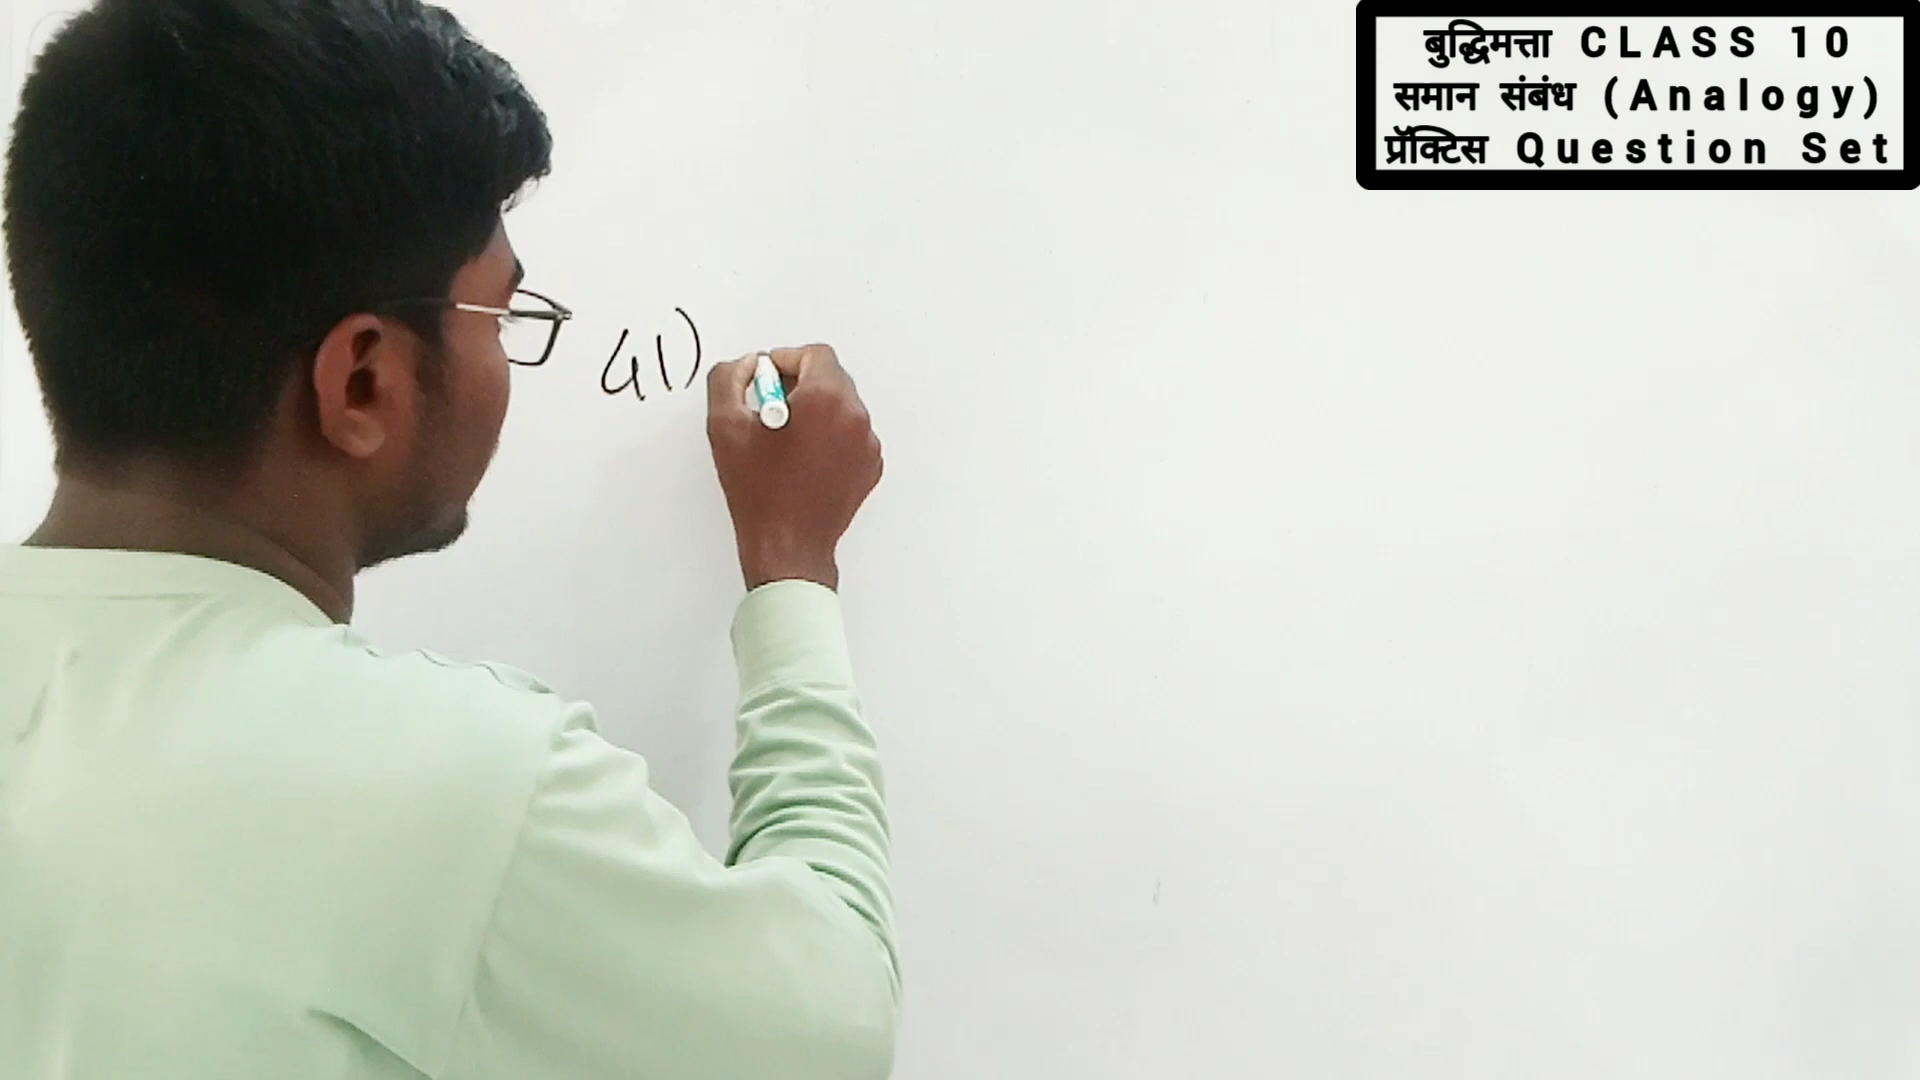 बुद्धिमत्ता CLASS 10
समान संबंध (Analogy)
प्रॅक्टिस Question Set
41)